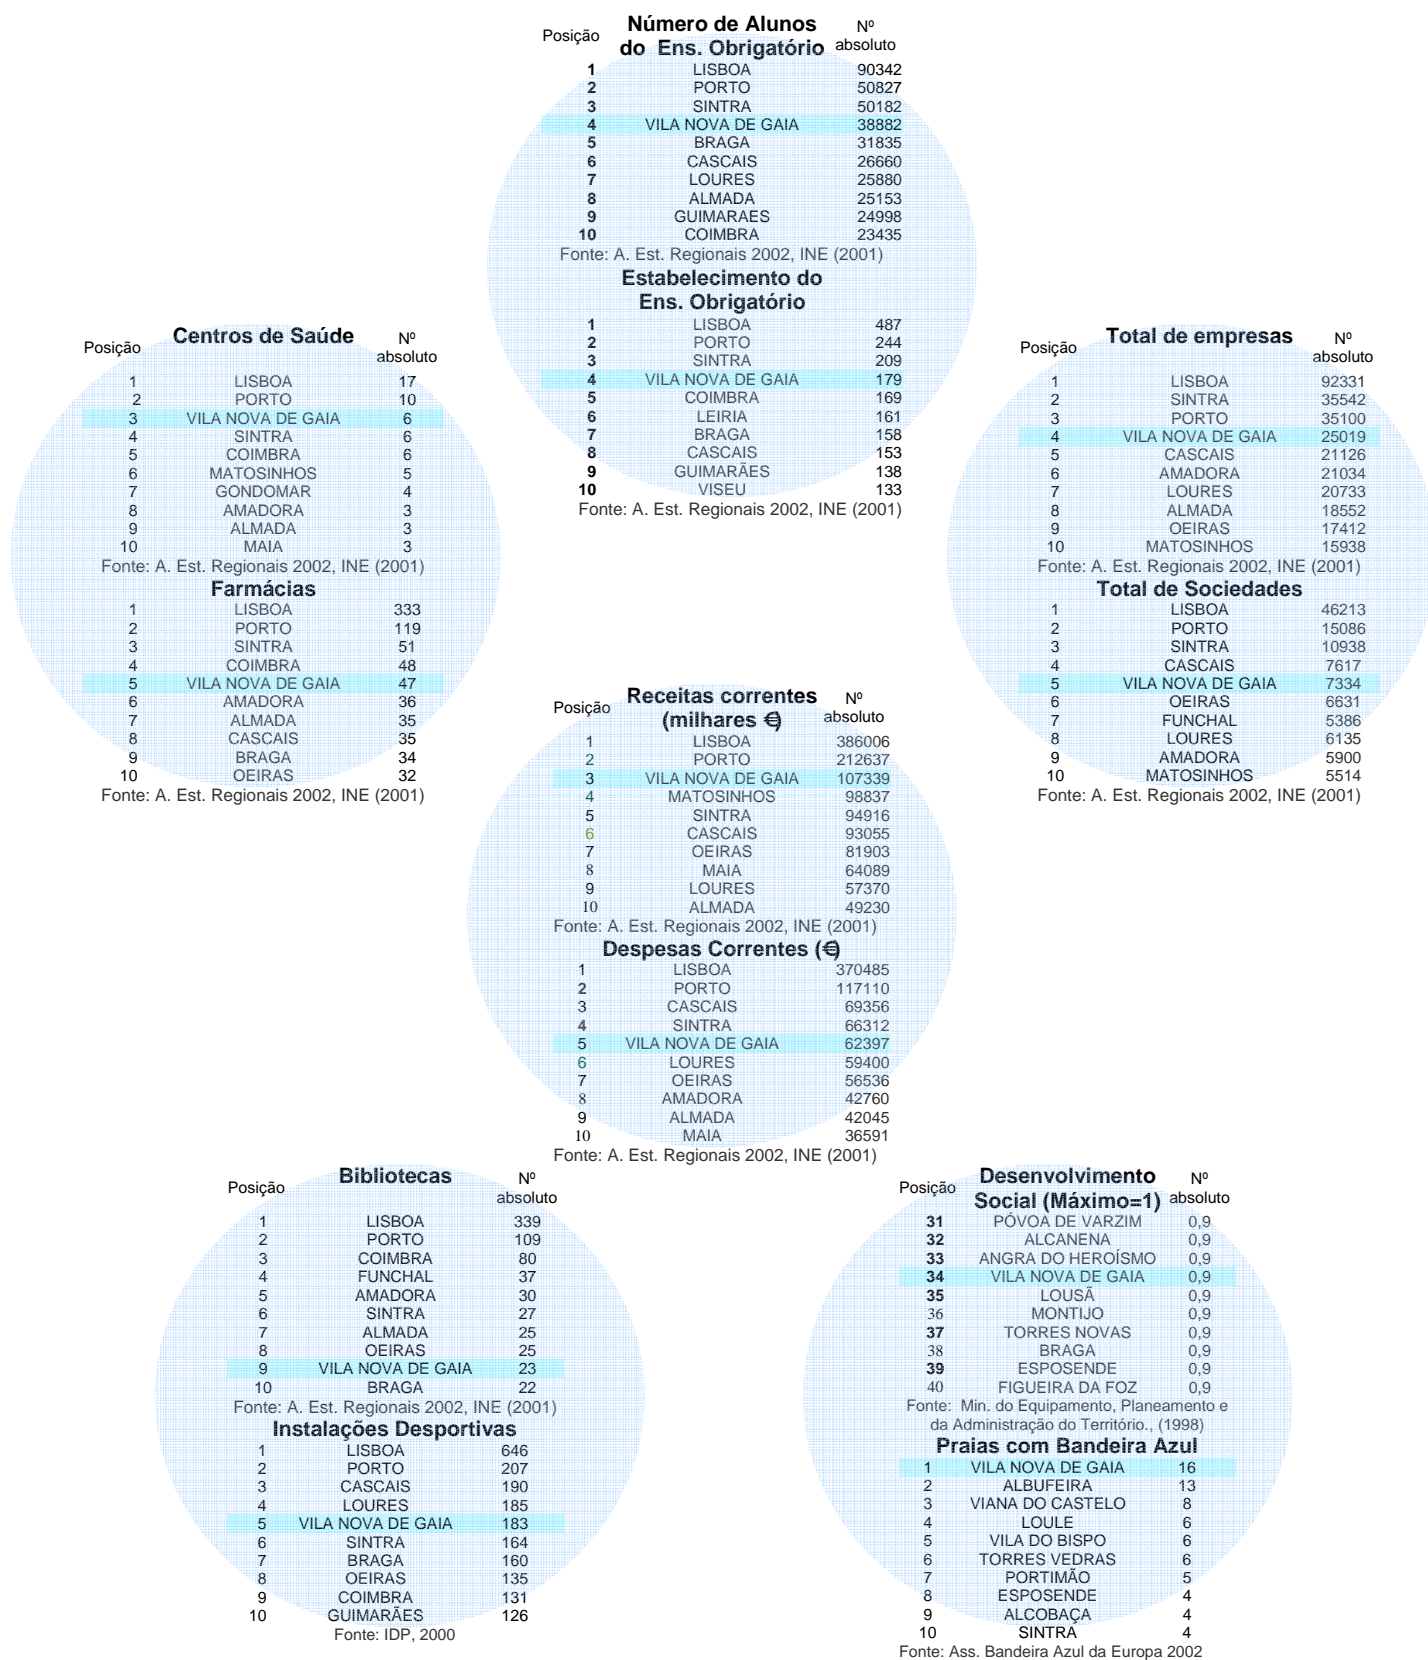 Posição Número de Alunos Nº
do Ens. Obrigatório absoluto
1 LISBOA 90342
2 PORTO 50827
3 SINTRA 50182
4 VILA NOVA DE GAIA 38882
5 BRAGA 31835
6 CASCAIS 26660
7 LOURES 25880
8 ALMADA 25153
9 GUIMARAES 24998
10 COIMBRA 23435
Fonte: A. Est. Regionais 2002, INE (2001)
Estabelecimento do
Ens. Obrigatório
1 LISBOA 487
2 PORTO 244
3 SINTRA 209
4 VILA NOVA DE GAIA 179
5 COIMBRA 169
6 LEIRIA 161
7 BRAGA 158
8 CASCAIS 153
9 GUIMARÃES 138
10 VISEU 133
Fonte: A. Est. Regionais 2002, INE (2001)
Posição Centros de Saúde Nº
absoluto
1 LISBOA 17
2 PORTO 10
3 VILA NOVA DE GAIA 6
4 SINTRA 6
5 COIMBRA 6
6 MATOSINHOS 5
7 GONDOMAR 4
8 AMADORA 3
9 ALMADA 3
10 MAIA 3
Fonte: A. Est. Regionais 2002, INE (2001)
Farmácias
1 LISBOA 333
2 PORTO 119
3 SINTRA 51
4 COIMBRA 48
5 VILA NOVA DE GAIA 47
6 AMADORA 36
7 ALMADA 35
8 CASCAIS 35
9 BRAGA 34
10 OEIRAS 32
Fonte: A. Est. Regionais 2002, INE (2001)
Posição Total de empresas Nº
absoluto
1 LISBOA 92331
2 SINTRA 35542
3 PORTO 35100
4 VILA NOVA DE GAIA 25019
5 CASCAIS 21126
6 AMADORA 21034
7 LOURES 20733
8 ALMADA 18552
9 OEIRAS 17412
10 MATOSINHOS 15938
Fonte: A. Est. Regionais 2002, INE (2001)
Total de Sociedades
1 LISBOA 46213
2 PORTO 15086
3 SINTRA 10938
4 CASCAIS 7617
5 VILA NOVA DE GAIA 7334
6 OEIRAS 6631
7 FUNCHAL 5386
8 LOURES 6135
9 AMADORA 5900
10 MATOSINHOS 5514
Fonte: A. Est. Regionais 2002, INE (2001)
Posição Receitas correntes Nº
(milhares €) absoluto
1 LISBOA 386006
2 PORTO 212637
3 VILA NOVA DE GAIA 107339
4 MATOSINHOS 98837
5 SINTRA 94916
6 CASCAIS 93055
7 OEIRAS 81903
8 MAIA 64089
9 LOURES 57370
10 ALMADA 49230
Fonte: A. Est. Regionais 2002, INE (2001)
Despesas Correntes (€)
1 LISBOA 370485
2 PORTO 117110
3 CASCAIS 69356
4 SINTRA 66312
5 VILA NOVA DE GAIA 62397
6 LOURES 59400
7 OEIRAS 56536
8 AMADORA 42760
9 ALMADA 42045
10 MAIA 36591
Fonte: A. Est. Regionais 2002, INE (2001)
Posição Bibliotecas Nº
absoluto
1 LISBOA 339
2 PORTO 109
3 COIMBRA 80
4 FUNCHAL 37
5 AMADORA 30
6 SINTRA 27
7 ALMADA 25
8 OEIRAS 25
9 VILA NOVA DE GAIA 23
10 BRAGA 22
Fonte: A. Est. Regionais 2002, INE (2001)
Instalações Desportivas
1 LISBOA 646
2 PORTO 207
3 CASCAIS 190
4 LOURES 185
5 VILA NOVA DE GAIA 183
6 SINTRA 164
7 BRAGA 160
8 OEIRAS 135
9 COIMBRA 131
10 GUIMARÃES 126
Fonte: IDP, 2000
Posição Desenvolvimento Nº
Social (Máximo=1) absoluto
31 PÓVOA DE VARZIM 0,9
32 ALCANENA 0,9
33 ANGRA DO HEROÍSMO 0,9
34 VILA NOVA DE GAIA 0,9
35 LOUSÃ 0,9
36 MONTIJO 0,9
37 TORRES NOVAS 0,9
38 BRAGA 0,9
39 ESPOSENDE 0,9
40 FIGUEIRA DA FOZ 0,9
Fonte: Min. do Equipamento, Planeamento e
da Administração do Território., (1998)
Praias com Bandeira Azul
1 VILA NOVA DE GAIA 16
2 ALBUFEIRA 13
3 VIANA DO CASTELO 8
4 LOULE 6
5 VILA DO BISPO 6
6 TORRES VEDRAS 6
7 PORTIMÃO 5
8 ESPOSENDE 4
9 ALCOBAÇA 4
10 SINTRA 4
Fonte: Ass. Bandeira Azul da Europa 2002